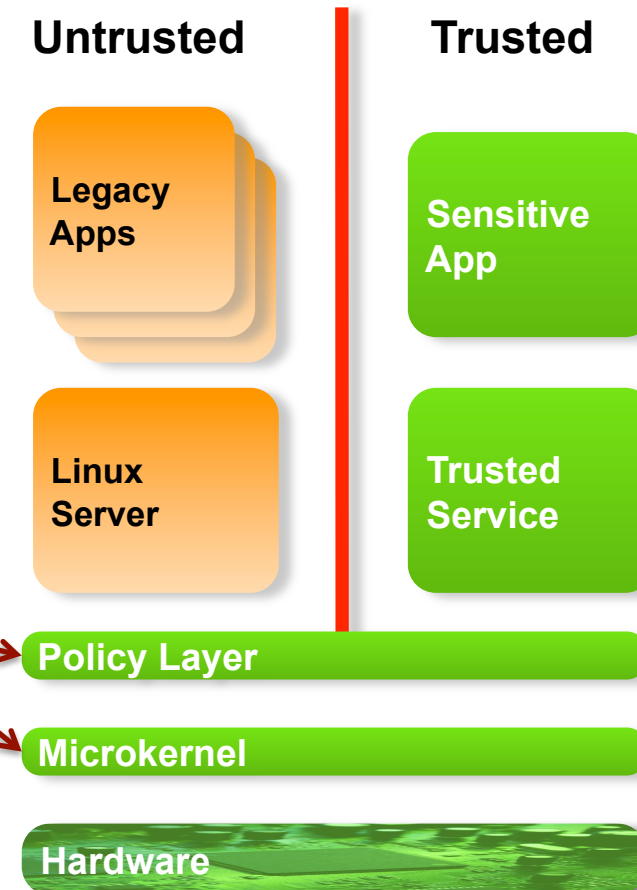 Untrusted
Trusted
Legacy
Apps
Sensitive
App
Linux
Server
Trusted
Service
Policy Layer
Microkernel
Hardware